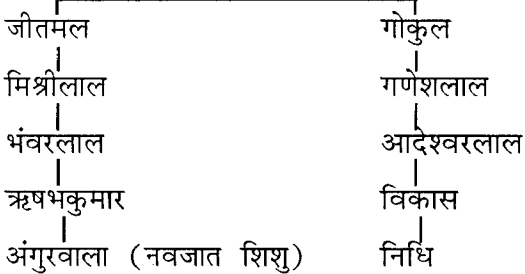 जीतमल गोकुल
मिश्रीलाल गणेशलाल
भंवरलाल आदेश्वरलाल
ऋषभकुमार विकास
अंगुरवाला (नवजात शिशु) निधि